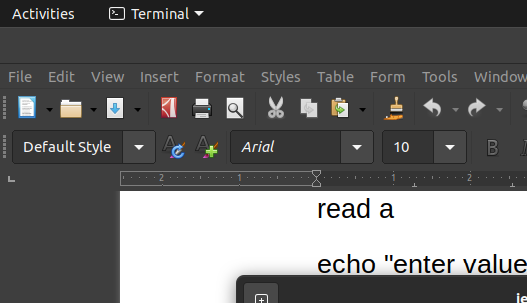 Activities Terminal
File Edit View Insert Format Styles Table Form Tools Window
Default Style Arial 10 B
2 1 1 2
read a
echo "enter value